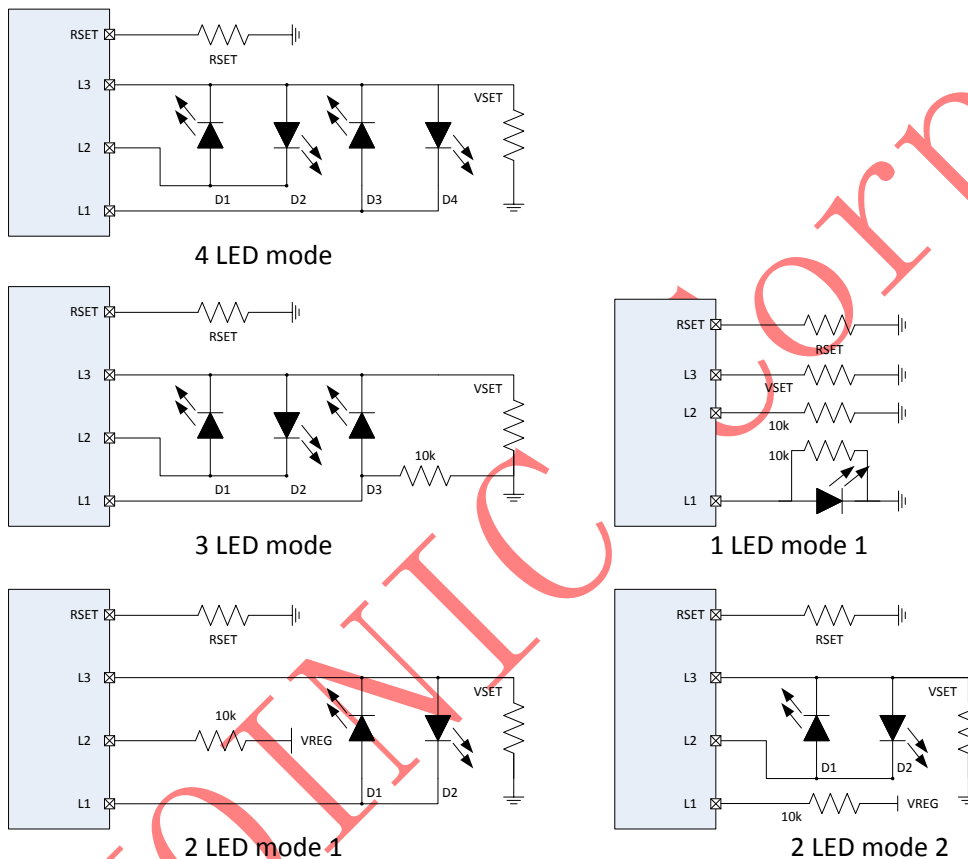 RSET
RSET
L3
VSET
L2
D1
D2
D3
D4
L1
4 LED mode
RSET
RSET
L3
VSET
L2
10k
D1
D2
D3
L1
3 LED mode
RSET
RSET
L3
VSET
L2
10k
10k
L1
1 LED mode 1
RSET
RSET
L3
VSET
10k
L2
VREG
D1
D2
L1
2 LED mode 1
RSET
RSET
L3
VSET
L2
D1
D2
L1
VREG
10k
2 LED mode 2